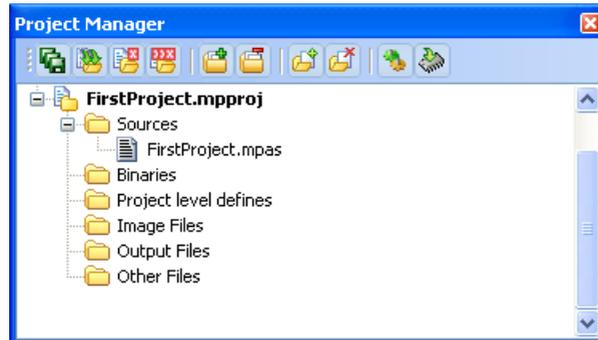 Project Manager
FirstProject.mpproj
Sources
FirstProject.mpas
Binaries
Project level defines
Image Files
Output Files
Other Files